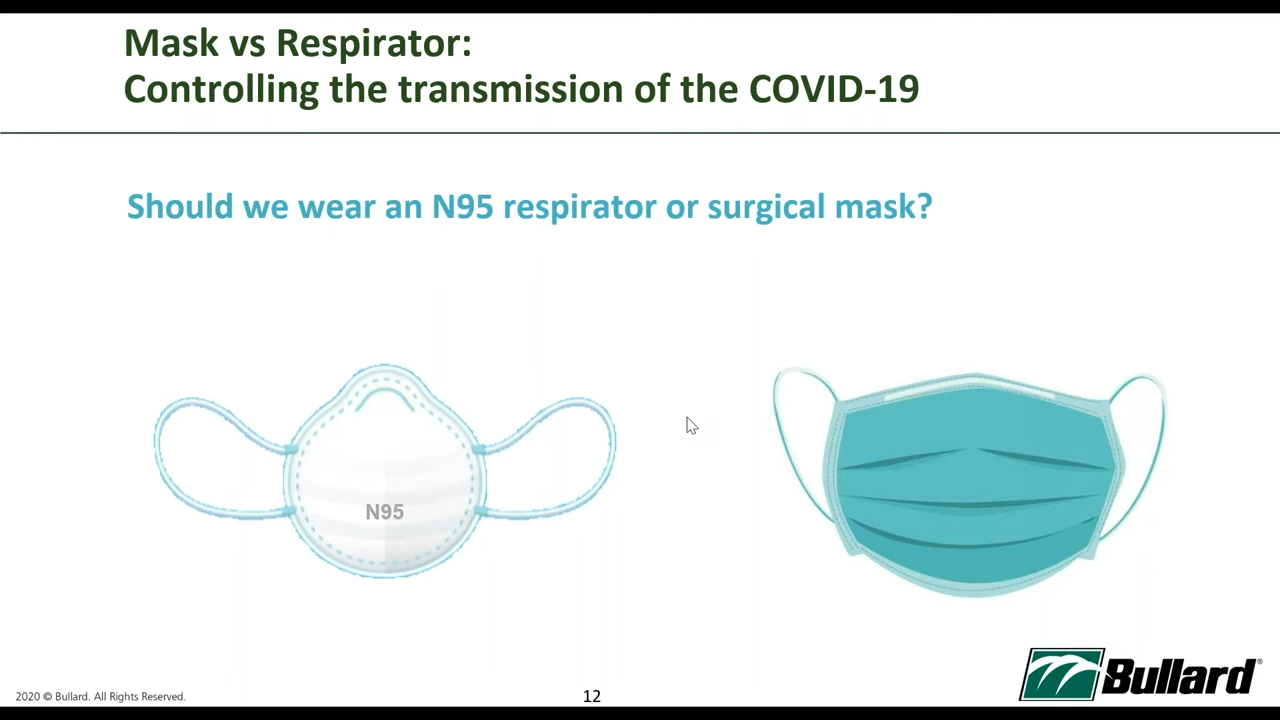 Mask vs Respirator:
Controlling the transmission of the COVID-19
Should we wear an N95 respirator or surgical mask?
N95
2020 © Bullard. All Rights Reserved.
12
Bullard®